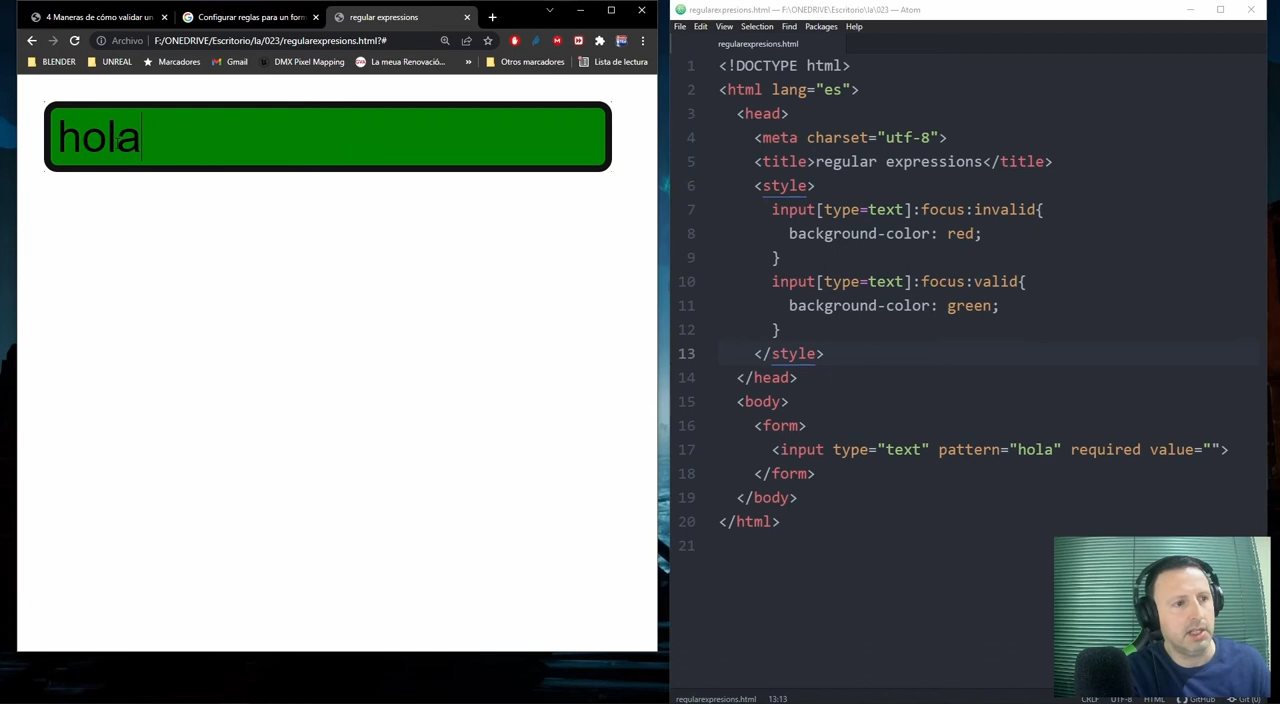 4 Maneras de cómo validar un
Configurar reglas para un form
regular expressions
Archivo
F:/ONEDRIVE/Escritorio/la/023/regularexpresions.html?#
BLENDER
UNREAL
Marcadores
Gmail
DMX Pixel Mapping
La meua Renovació...
»
Otros marcadores
Lista de lectura
hola
regularexpresions.html — F:\ONEDRIVE\Escritorio\la\023 — Atom
File Edit View Selection Find Packages Help
regularexpresions.html
1 <!DOCTYPE html>
2 <html lang="es">
3 <head>
4 <meta charset="utf-8">
5 <title>regular expressions</title>
6 <style>
7 input[type=text]:focus:invalid{
8 background-color: red;
9 }
10 input[type=text]:focus:valid{
11 background-color: green;
12 }
13 </style>
14 </head>
15 <body>
16 <form>
17 <input type="text" pattern="hola" required value="">
18 </form>
19 </body>
20 </html>
21
regularexpresions.html 13:13
CRLF UTF-8 HTML GitHub Git (0)